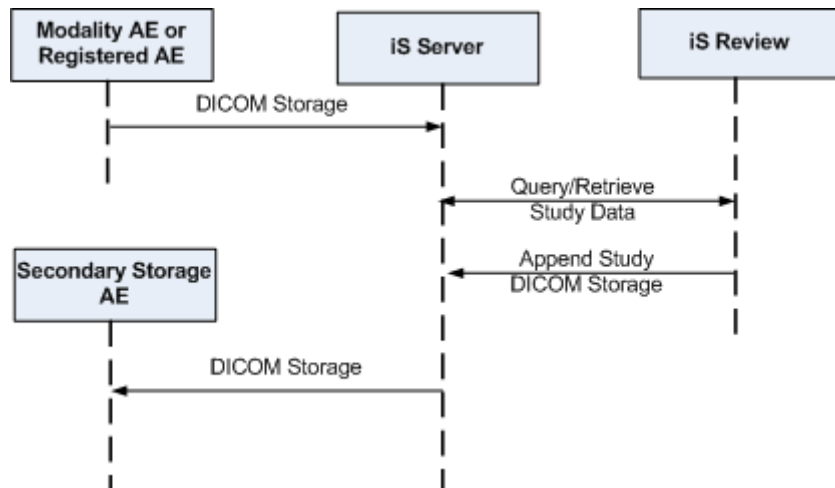 Modality AE or
Registered AE
iS Server
iS Review
DICOM Storage
Query/Retrieve
Study Data
Secondary Storage
AE
Append Study
DICOM Storage
DICOM Storage